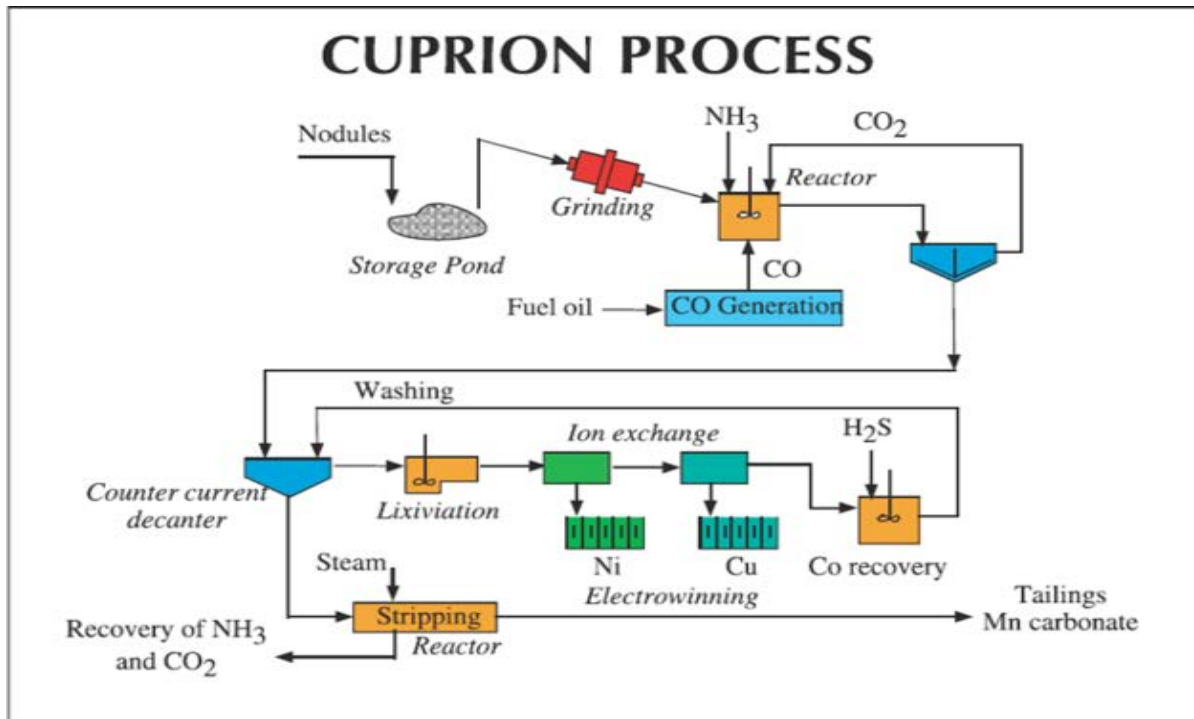 CUPRION PROCESS
Nodules
NH3
CO2
Reactor
Grinding
Storage Pond
CO
Fuel oil
CO Generation
Washing
Ion exchange
H2S
Counter current
decanter
Lixiviation
Ni
Cu
Co recovery
Electrowinning
Steam
Stripping
Reactor
Recovery of NH3
and CO2
Tailings
Mn carbonate